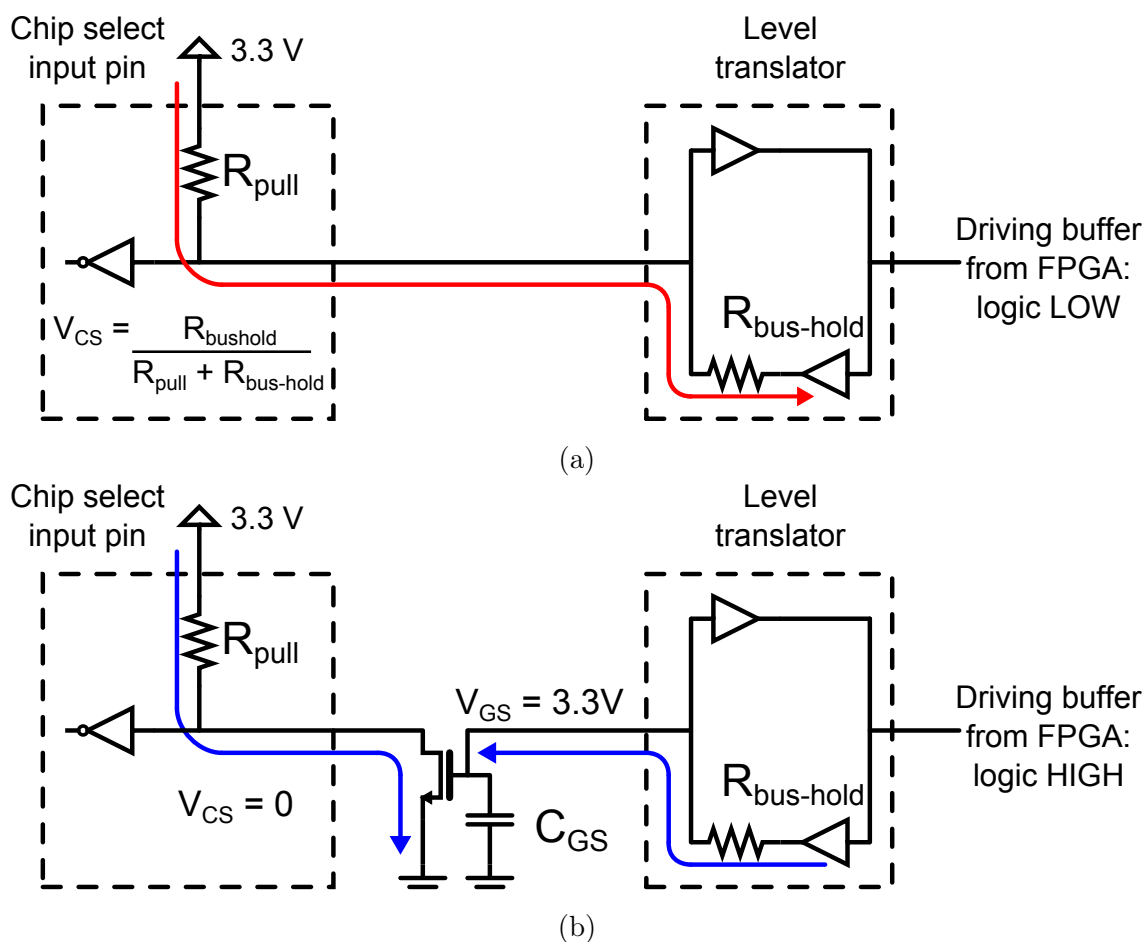 Chip select
input pin
3.3 V
Level
translator
R_pull
Driving buffer
from FPGA:
logic LOW
R_bus-hold
V_CS = R_bushold / R_pull + R_bus-hold
(a)
Chip select
input pin
3.3 V
Level
translator
R_pull
V_GS = 3.3V
Driving buffer
from FPGA:
logic HIGH
R_bus-hold
V_CS = 0
C_GS
(b)